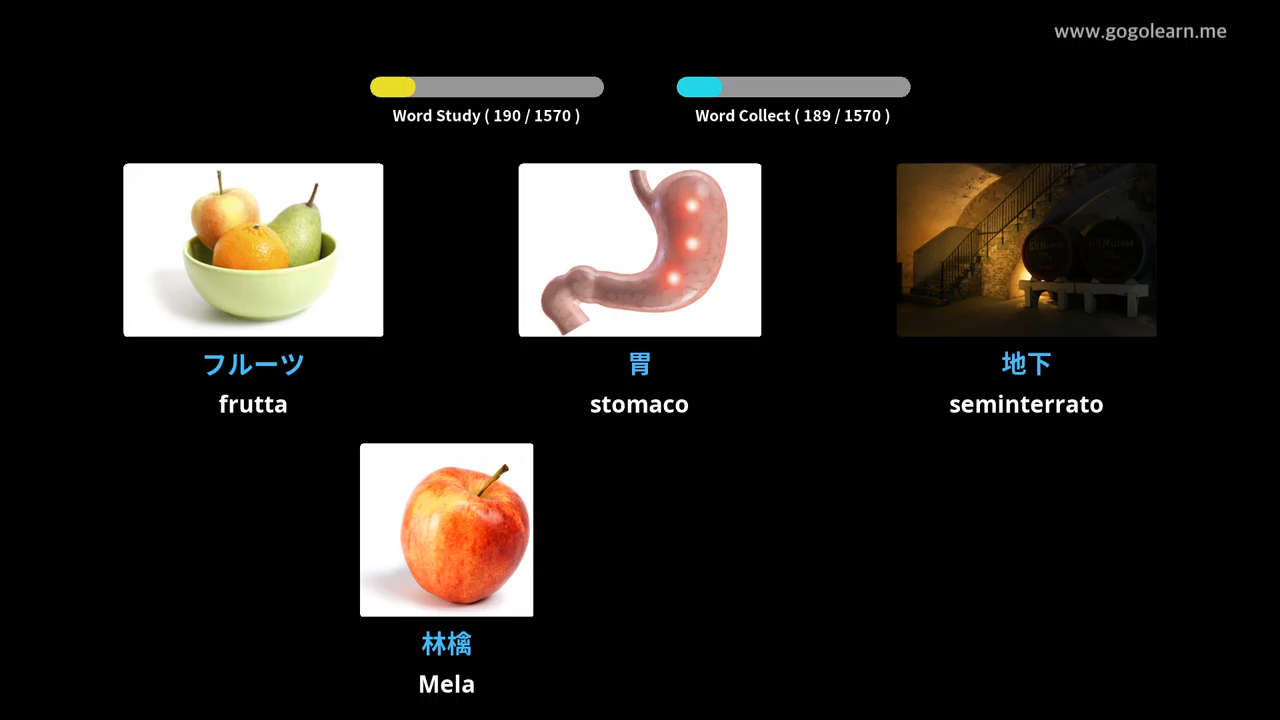 www.gogolearn.me
Word Study ( 190 / 1570 )
Word Collect ( 189 / 1570 )
フルーツ
frutta
胃
stomaco
地下
seminterrato
林檎
Mela